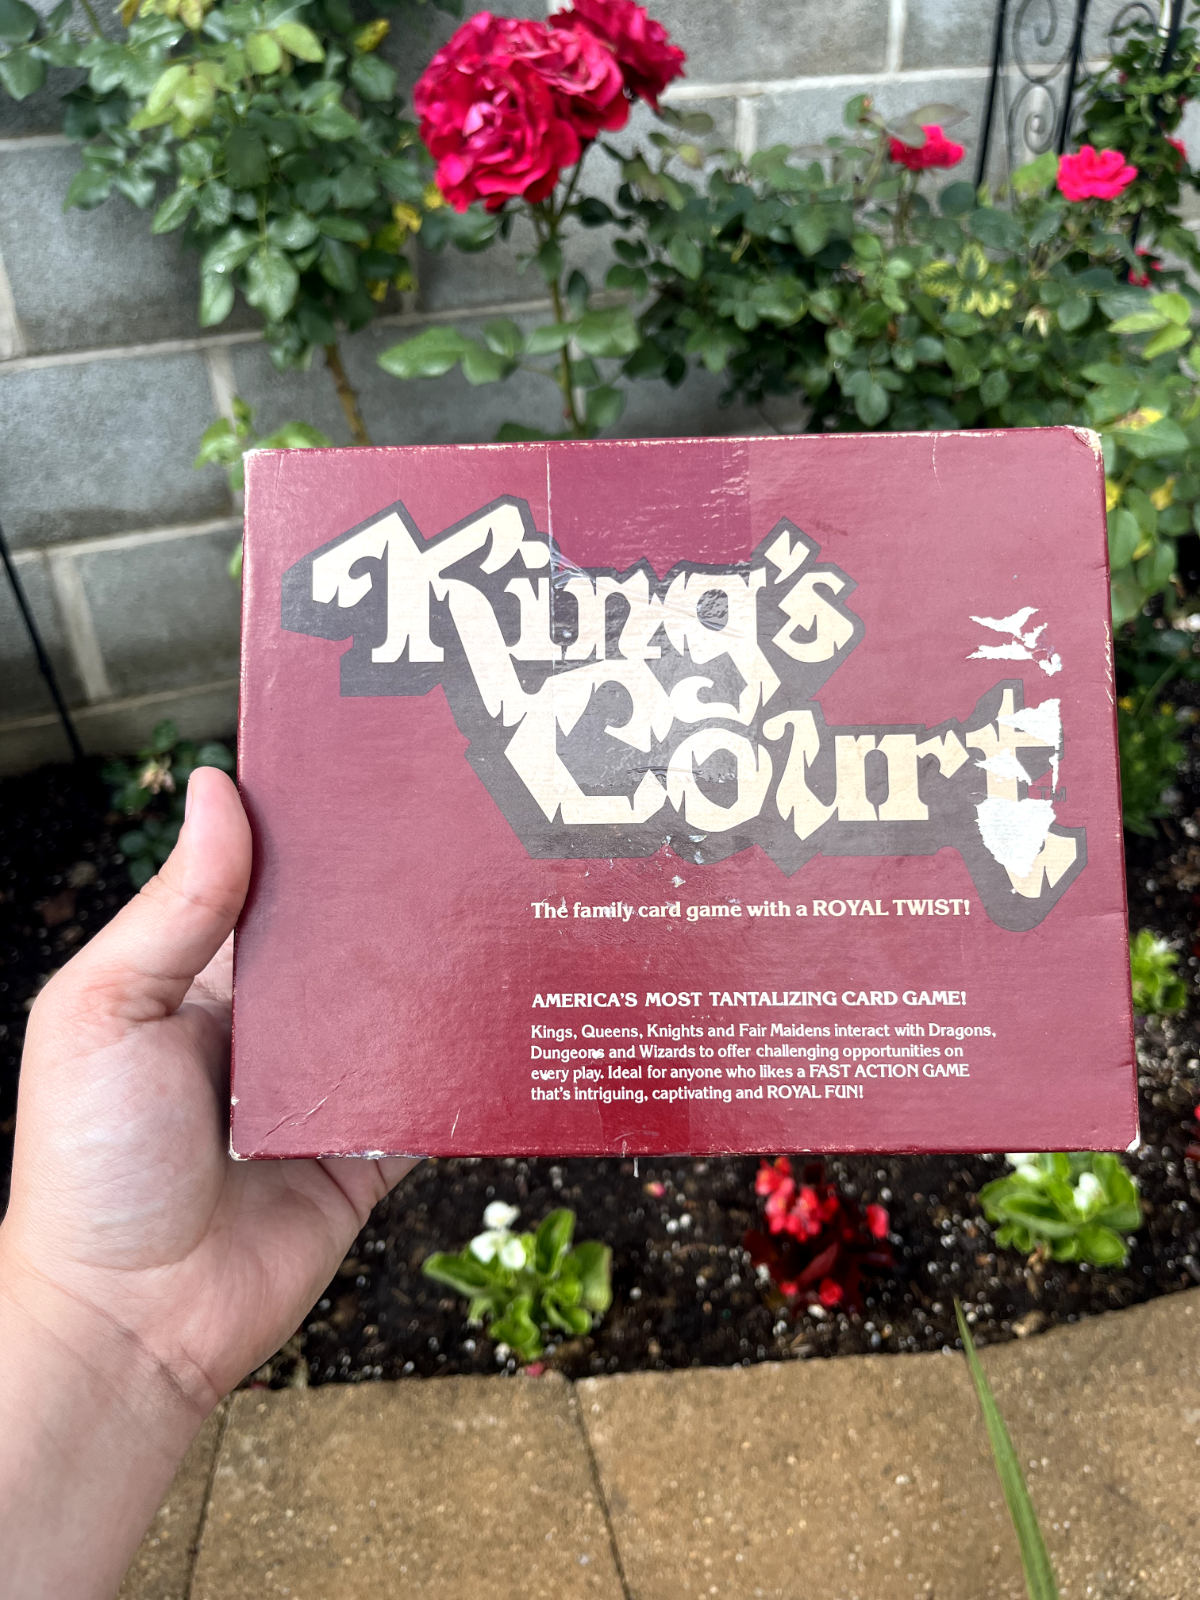 King's
Court
TM
The family card game with a ROYAL TWIST!
AMERICA'S MOST TANTALIZING CARD GAME!
Kings, Queens, Knights and Fair Maidens interact with Dragons,
Dungeons and Wizards to offer challenging opportunities on
every play. Ideal for anyone who likes a FAST ACTION GAME
that's intriguing, captivating and ROYAL FUN!